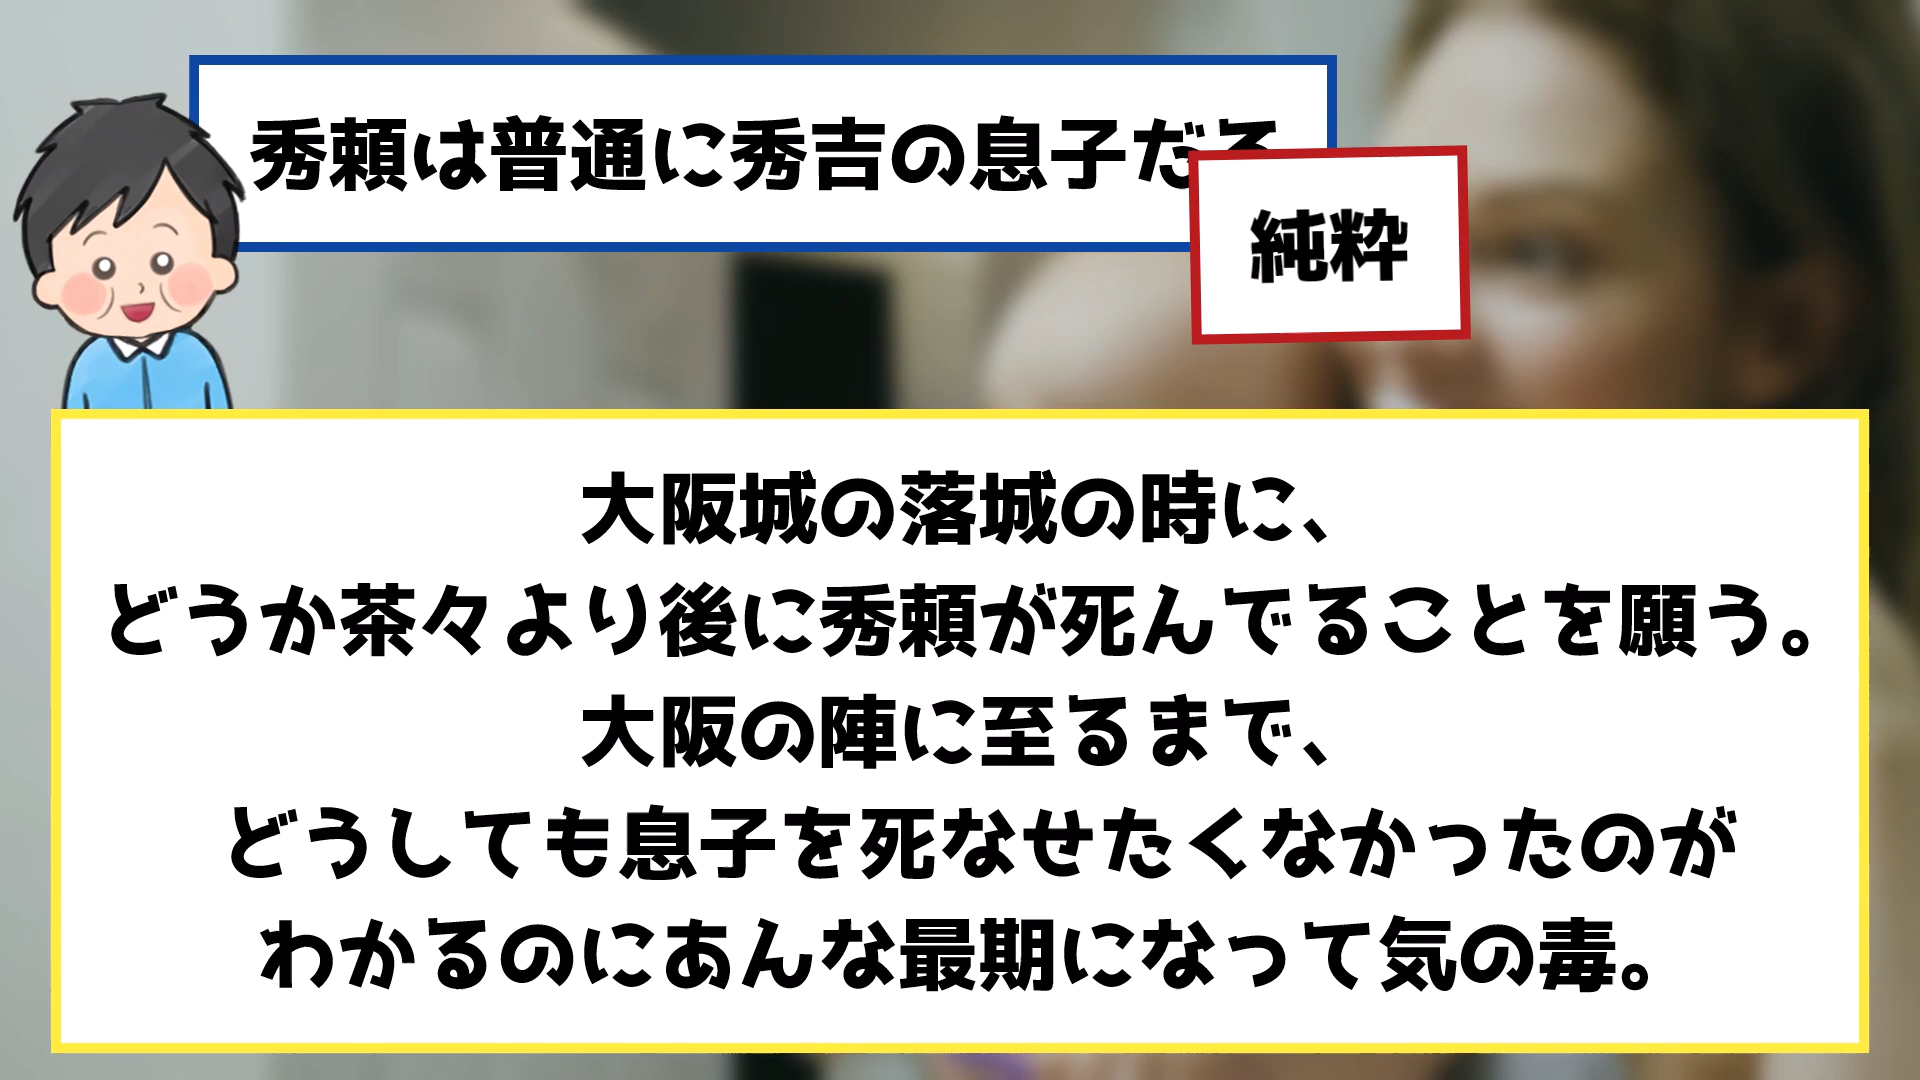 秀頼は普通に秀吉の息子だろ
純粋
大阪城の落城の時に、
どうか茶々より後に秀頼が死んでることを願う。
大阪の陣に至るまで、
どうしても息子を死なせたくなかったのが
わかるのにあんな最期になって気の毒。